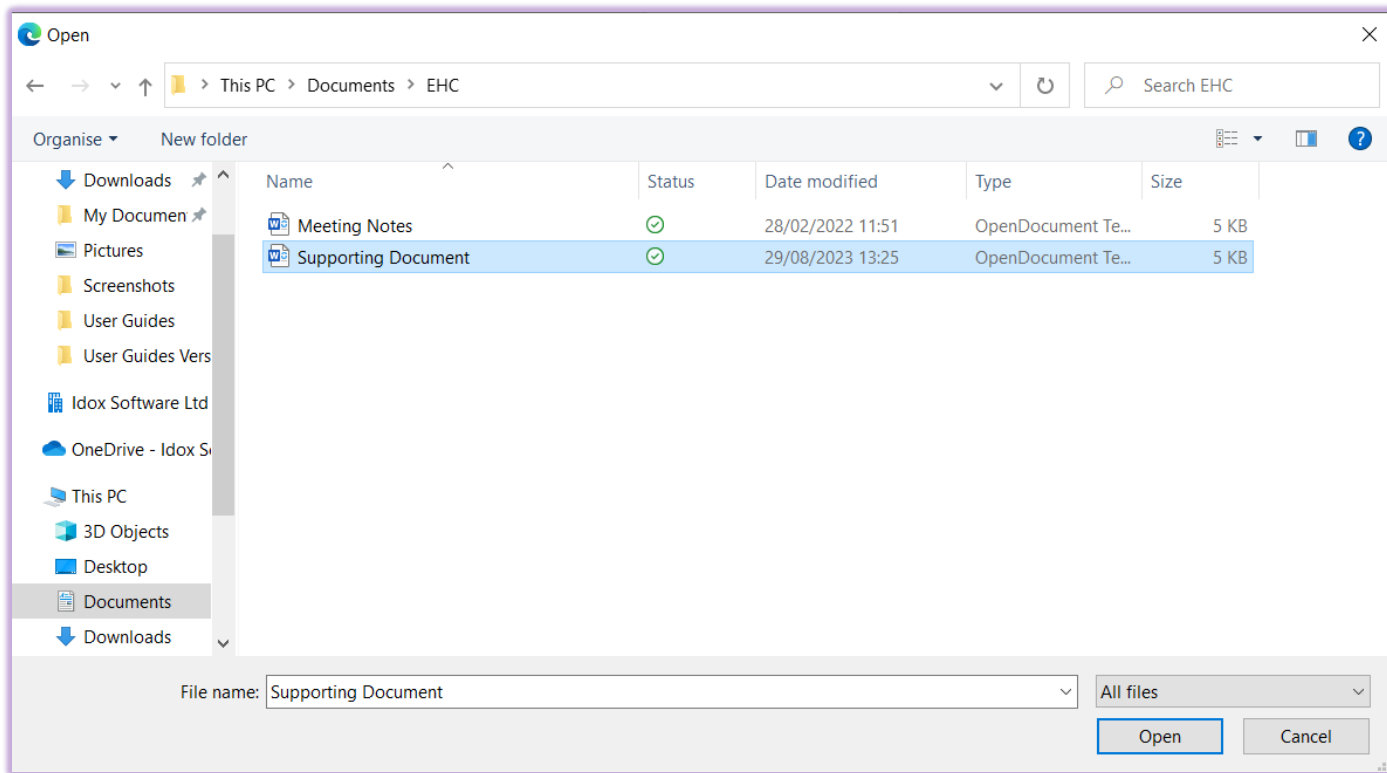 Open
This PC > Documents > EHC
Search EHC
Organise
New folder
Downloads
My Documen
Pictures
Screenshots
User Guides
User Guides Vers
Idox Software Ltd
OneDrive - Idox S
This PC
3D Objects
Desktop
Documents
Downloads
Name Status Date modified Type Size
Meeting Notes 28/02/2022 11:51 OpenDocument Te... 5 KB
Supporting Document 29/08/2023 13:25 OpenDocument Te... 5 KB
File name: Supporting Document
All files
Open
Cancel